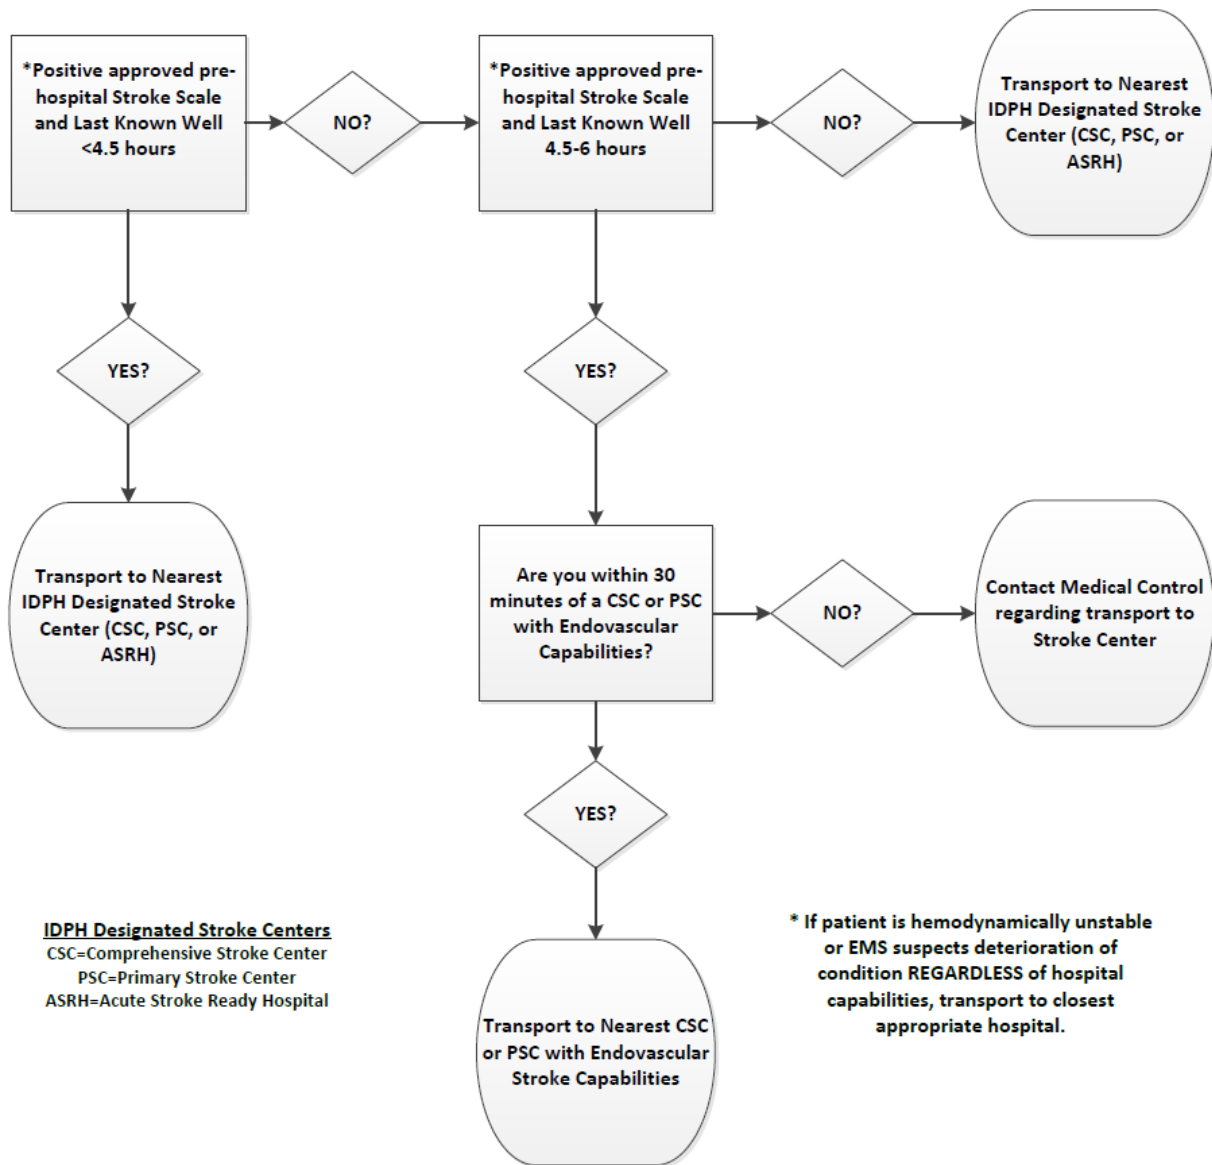 *Positive approved pre-
hospital Stroke Scale
and Last Known Well
<4.5 hours
NO?
*Positive approved pre-
hospital Stroke Scale
and Last Known Well
4.5-6 hours
NO?
Transport to Nearest
IDPH Designated Stroke
Center (CSC, PSC, or
ASRH)
YES?
YES?
Transport to Nearest
IDPH Designated Stroke
Center (CSC, PSC, or
ASRH)
Are you within 30
minutes of a CSC or PSC
with Endovascular
Capabilities?
NO?
Contact Medical Control
regarding transport to
Stroke Center
YES?
IDPH Designated Stroke Centers
CSC=Comprehensive Stroke Center
PSC=Primary Stroke Center
ASRH=Acute Stroke Ready Hospital
* If patient is hemodynamically unstable
or EMS suspects deterioration of
condition REGARDLESS of hospital
capabilities, transport to closest
appropriate hospital.
Transport to Nearest CSC
or PSC with Endovascular
Stroke Capabilities